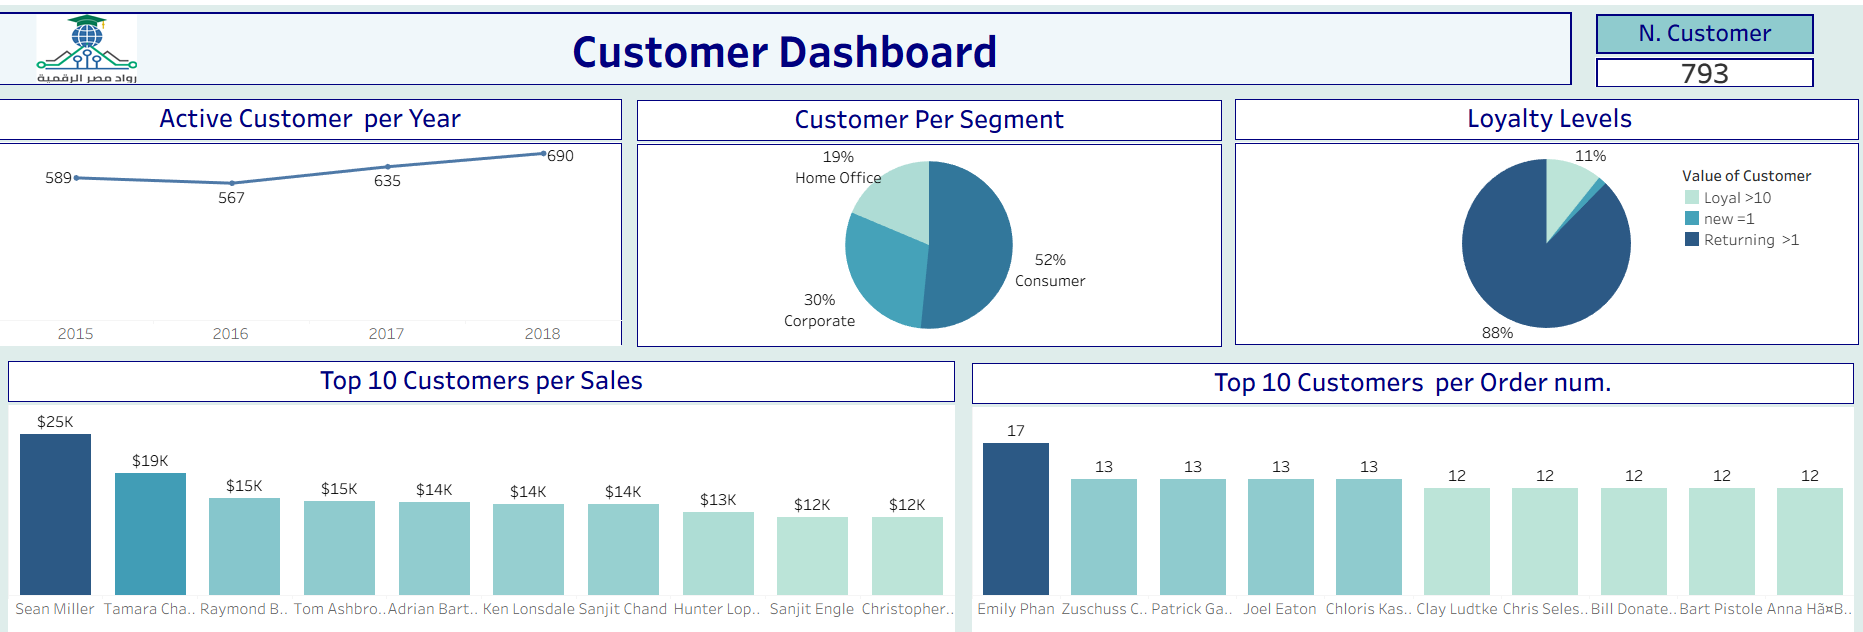 رواد مصر الرقمية
Customer Dashboard
N. Customer
793
Active Customer per Year
589
567
635
690
2015 2016 2017 2018
Customer Per Segment
19%
Home Office
52%
Consumer
30%
Corporate
Loyalty Levels
11%
88%
Value of Customer
Loyal >10
new =1
Returning >1
Top 10 Customers per Sales
$25K $19K $15K $15K $14K $14K $14K $13K $12K $12K
Sean Miller Tamara Cha.. Raymond B.. Tom Ashbro.. Adrian Bart.. Ken Lonsdale Sanjit Chand Hunter Lop.. Sanjit Engle Christopher..
Top 10 Customers per Order num.
17 13 13 13 13 12 12 12 12 12
Emily Phan Zuschuss C.. Patrick Ga.. Joel Eaton Chloris Kas.. Clay Ludtke Chris Seles.. Bill Donate.. Bart Pistole Anna Hã¤B..